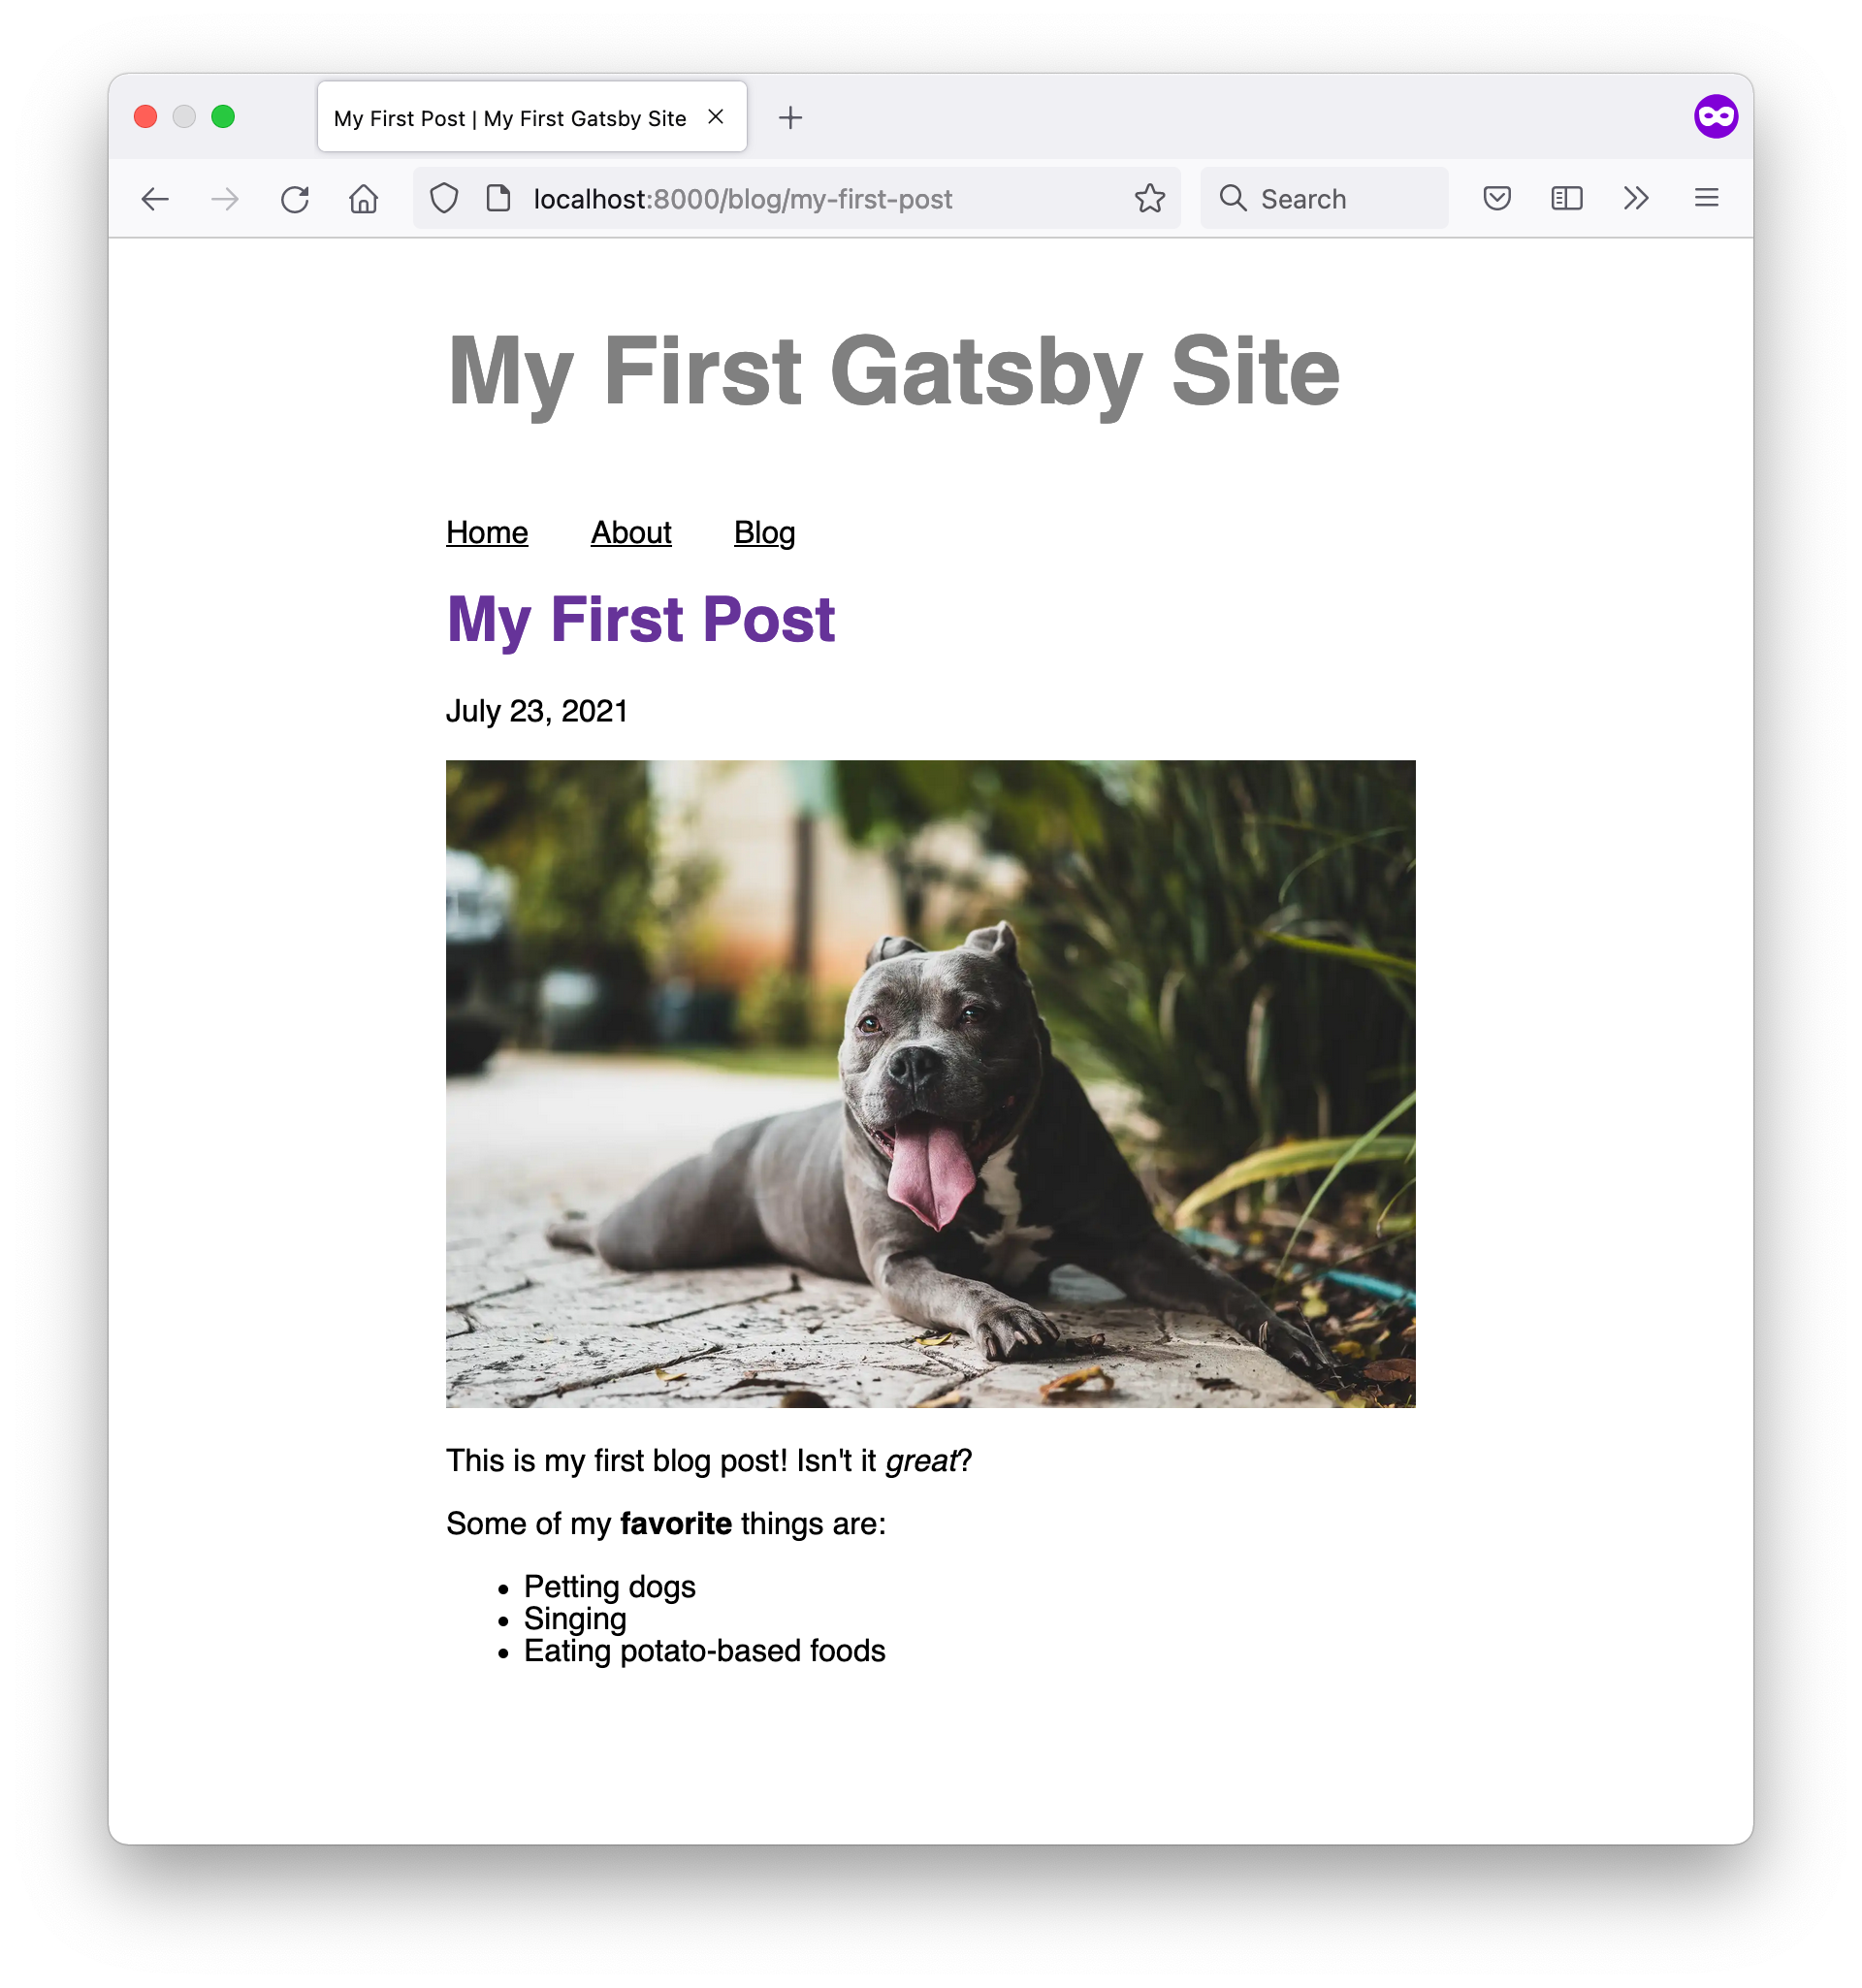 My First Post | My First Gatsby Site
localhost:8000/blog/my-first-post
Search
My First Gatsby Site
Home About Blog
My First Post
July 23, 2021
This is my first blog post! Isn't it great?
Some of my favorite things are:
• Petting dogs
• Singing
• Eating potato-based foods